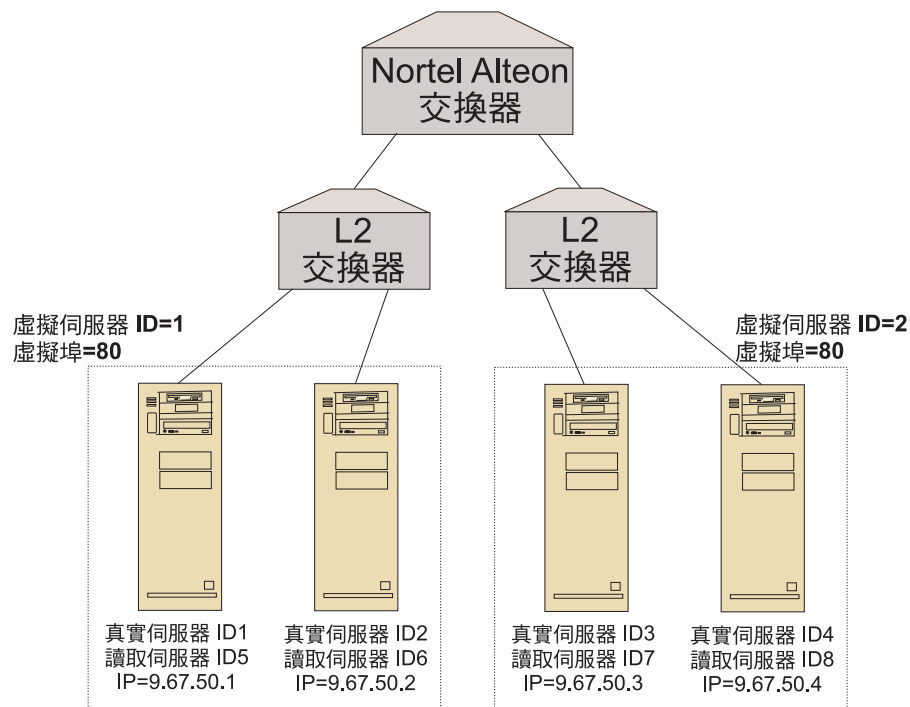 Nortel Alteon
交換器
L2
交換器
L2
交換器
虛擬伺服器 ID=1
虛擬埠=80
虛擬伺服器 ID=2
虛擬埠=80
真實伺服器 ID1
讀取伺服器 ID5
IP=9.67.50.1
真實伺服器 ID2
讀取伺服器 ID6
IP=9.67.50.2
真實伺服器 ID3
讀取伺服器 ID7
IP=9.67.50.3
真實伺服器 ID4
讀取伺服器 ID8
IP=9.67.50.4